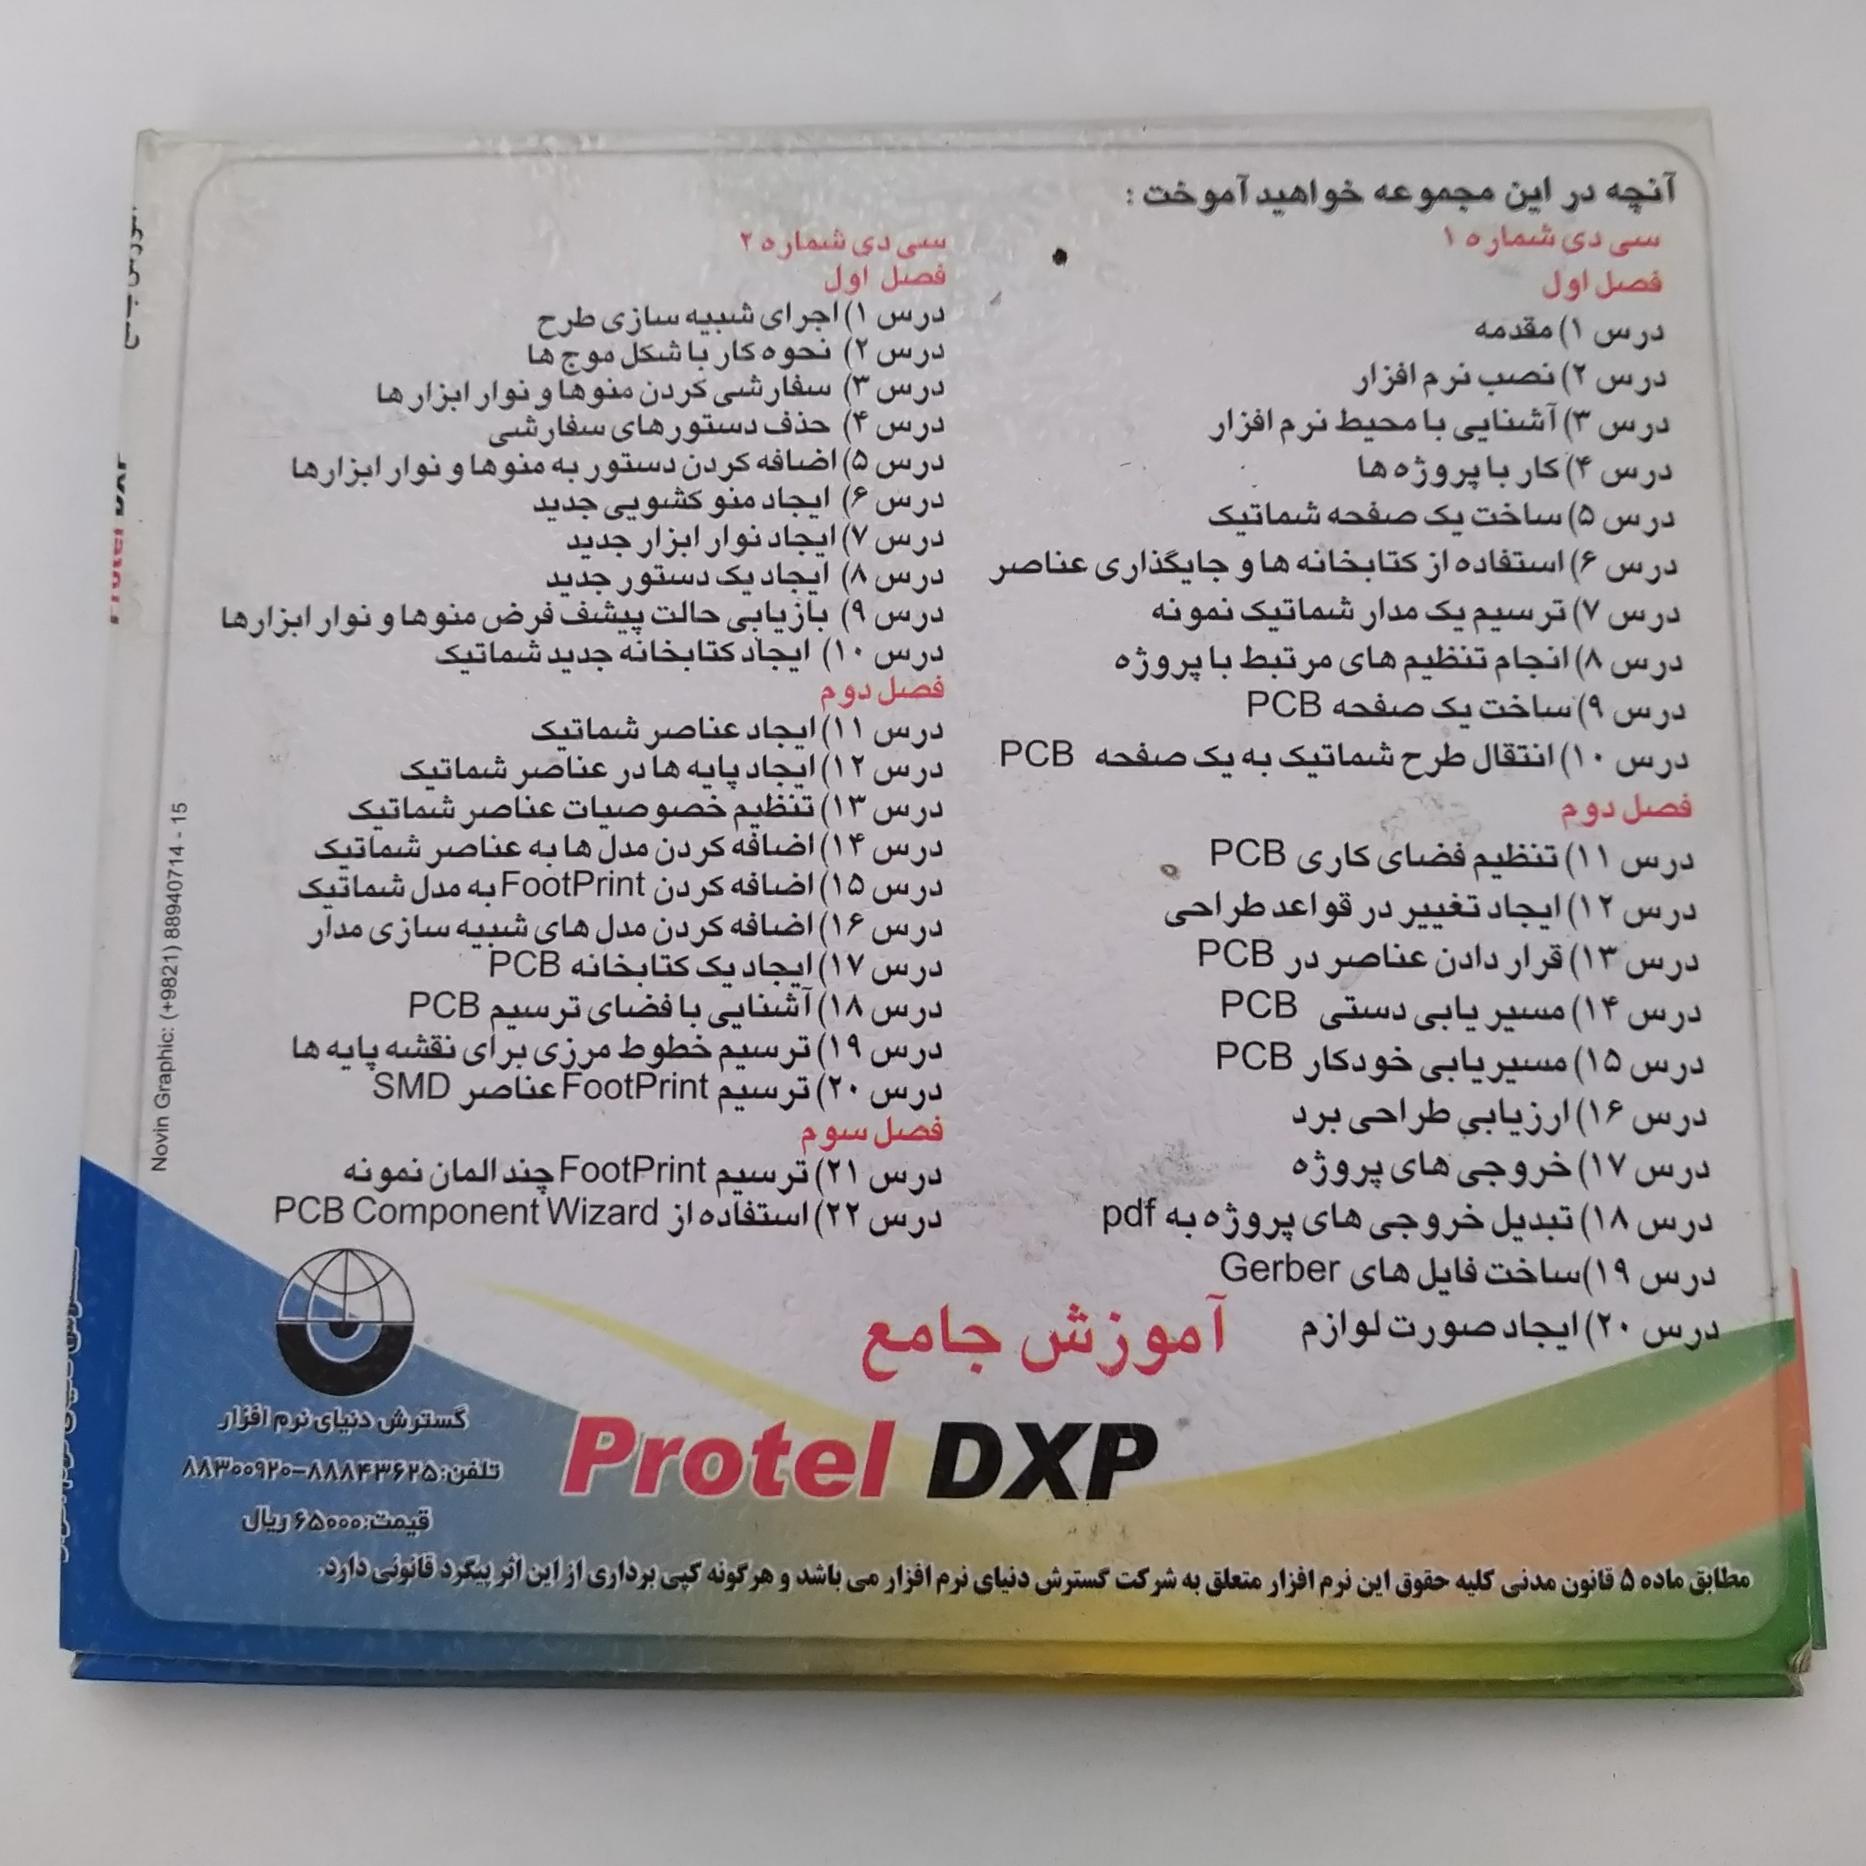 آنچه در این مجموعه خواهید آموخت :
سی دی شماره ۱
فصل اول
درس ۱) مقدمه
درس ۲) نصب نرم افزار
درس ۳) آشنایی با محیط نرم افزار
درس ۴) کار با پروژه ها
درس ۵) ساخت یک صفحه شماتیک
درس ۶) استفاده از کتابخانه ها و جایگذاری عناصر
درس ۷) ترسیم یک مدار شماتیک نمونه
درس ۸) انجام تنظیم های مرتبط با پروژه
درس ۹) ساخت یک صفحه PCB
درس ۱۰) انتقال طرح شماتیک به یک صفحه PCB
فصل دوم
درس ۱۱) تنظیم فضای کاری PCB
درس ۱۲) ایجاد تغییر در قواعد طراحی
درس ۱۳) قرار دادن عناصر در PCB
درس ۱۴) مسیر یابی دستی PCB
درس ۱۵) مسیریابی خودکار PCB
درس ۱۶) ارزیابی طراحی برد
درس ۱۷) خروجی های پروژه
درس ۱۸) تبدیل خروجی های پروژه به pdf
درس ۱۹) ساخت فایل های Gerber
درس ۲۰) ایجاد صورت لوازم
سی دی شماره ۲
فصل اول
درس ۱) اجرای شبیه سازی طرح
درس ۲) نحوه کار با شکل موج ها
درس ۳) سفارشی کردن منوها و نوار ابزارها
درس ۴) حذف دستورهای سفارشی
درس ۵) اضافه کردن دستور به منوها و نوار ابزارها
درس ۶) ایجاد منو کشویی جدید
درس ۷) ایجاد نوار ابزار جدید
درس ۸) ایجاد یک دستور جدید
درس ۹) بازیابی حالت پیشف فرض منوها و نوار ابزارها
درس ۱۰) ایجاد کتابخانه جدید شماتیک
فصل دوم
درس ۱۱) ایجاد عناصر شماتیک
درس ۱۲) ایجاد پایه ها در عناصر شماتیک
درس ۱۳) تنظیم خصوصیات عناصر شماتیک
درس ۱۴) اضافه کردن مدل ها به عناصر شماتیک
درس ۱۵) اضافه کردن FootPrint به مدل شماتیک
درس ۱۶) اضافه کردن مدل های شبیه سازی مدار
درس ۱۷) ایجاد یک کتابخانه PCB
درس ۱۸) آشنایی با فضای ترسیم PCB
درس ۱۹) ترسیم خطوط مرزی برای نقشه پایه ها
درس ۲۰) ترسیم FootPrint عناصر SMD
فصل سوم
درس ۲۱) ترسیم FootPrint چند المان نمونه
درس ۲۲) استفاده از PCB Component Wizard
آموزش جامع
Protel DXP
گسترش دنیای نرم افزار
تلفن: ۸۸۸۴۳۶۲۵-۸۸۳۰۰۹۲۰
قیمت: ۶۵۰۰۰ ریال
مطابق ماده ۵ قانون مدنی کلیه حقوق این نرم افزار متعلق به شرکت گسترش دنیای نرم افزار می باشد و هرگونه کپی برداری از این اثر پیگرد قانونی دارد.
Novin Graphic: (+9821) 88940714 - 15
Protel DXP